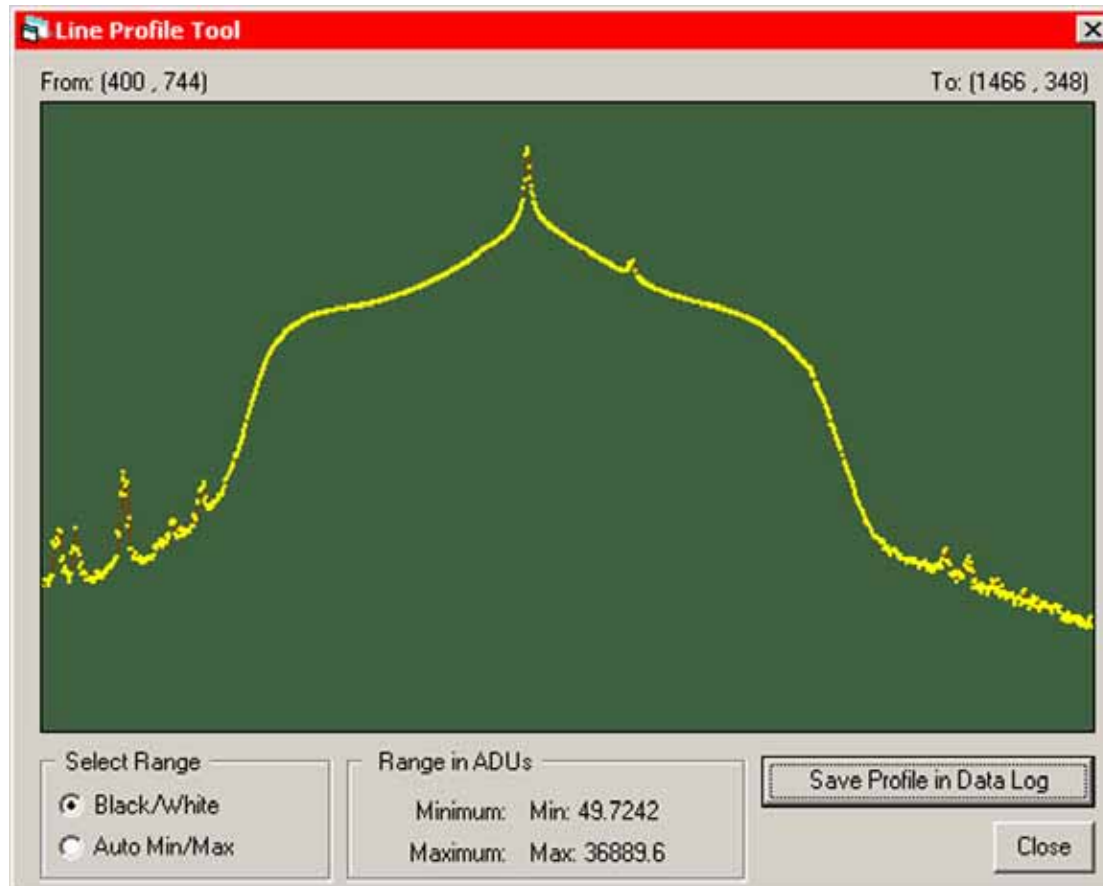 Line Profile Tool
From: (400 , 744) To: (1466 , 348)
Select Range
Black/White
Auto Min/Max
Range in ADUs
Minimum: Min: 49.7242
Maximum: Max: 36889.6
Save Profile in Data Log
Close